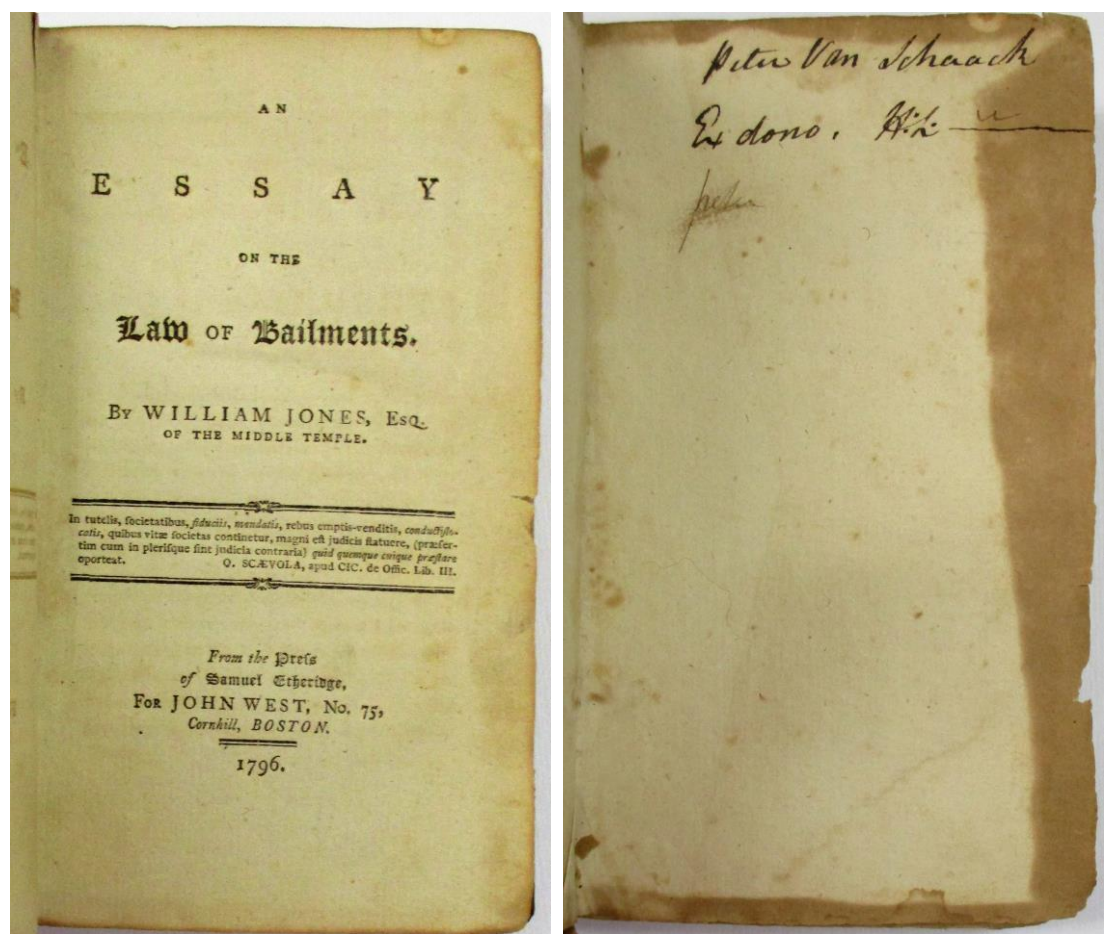 AN
E S S A Y
ON THE
Law OF Bailments.
By WILLIAM JONES, Esq.
OF THE MIDDLE TEMPLE.
In tutelis, ſocietatibus, fiduciis, mandatis, rebus emptis-venditis, conductiſlo-
catis, quibus vitæ ſocietas continetur, magni eſt judicis ſtatuere, (præſer-
tim cum in pleriſque ſint judicia contraria) quid quemque cuique præſtare
oporteat. Q. SCÆVOLA, apud CIC. de Offic. Lib. III.
From the Preſs
of Samuel Etheridge,
For JOHN WEST, No. 75,
Cornhill, BOSTON.
1796.
Peter Van Schaack
Ex dono.